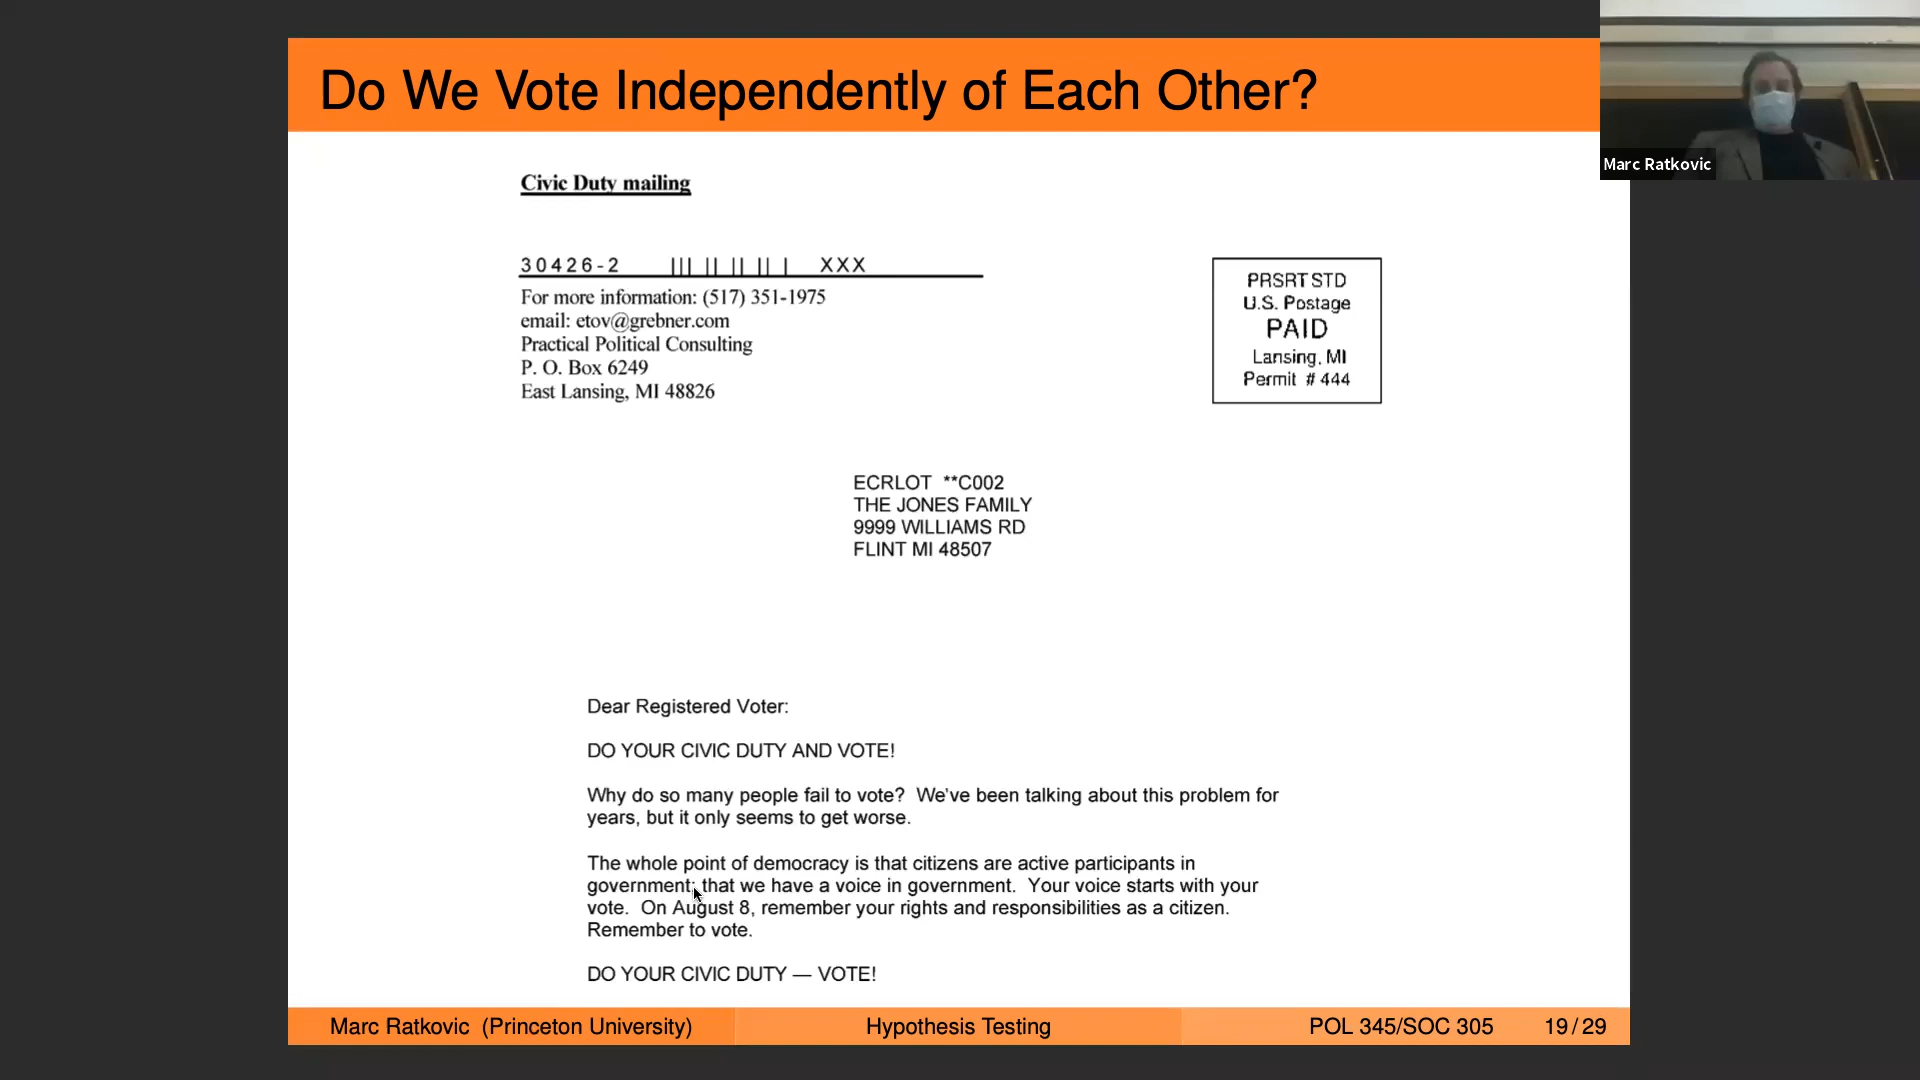 Do We Vote Independently of Each Other?
Marc Ratkovic
Civic Duty mailing
30426-2 ||| || || || | XXX
For more information: (517) 351-1975
email: etov@grebner.com
Practical Political Consulting
P. O. Box 6249
East Lansing, MI 48826
PRSRT STD
U.S. Postage
PAID
Lansing, MI
Permit # 444
ECRLOT **C002
THE JONES FAMILY
9999 WILLIAMS RD
FLINT MI 48507
Dear Registered Voter:
DO YOUR CIVIC DUTY AND VOTE!
Why do so many people fail to vote? We've been talking about this problem for
years, but it only seems to get worse.
The whole point of democracy is that citizens are active participants in
government; that we have a voice in government. Your voice starts with your
vote. On August 8, remember your rights and responsibilities as a citizen.
Remember to vote.
DO YOUR CIVIC DUTY — VOTE!
Marc Ratkovic (Princeton University) Hypothesis Testing POL 345/SOC 305 19/29